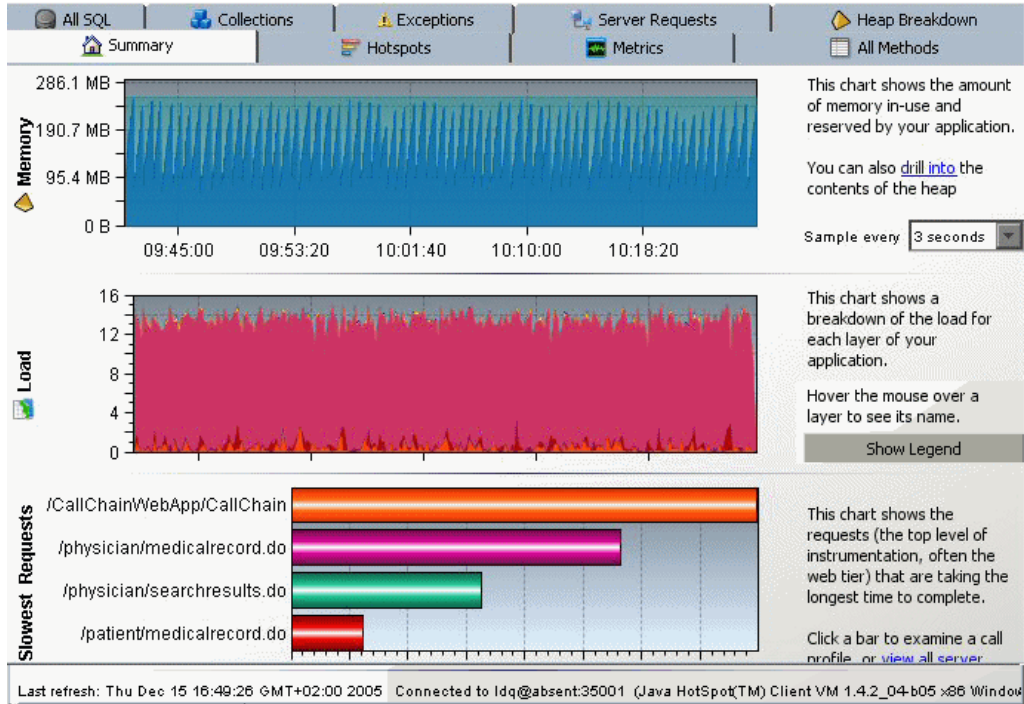 All SQL
Collections
Exceptions
Server Requests
Heap Breakdown
Summary
Hotspots
Metrics
All Methods
Memory
286.1 MB
190.7 MB
95.4 MB
0 B
09:45:00 09:53:20 10:01:40 10:10:00 10:18:20
This chart shows the amount
of memory in-use and
reserved by your application.
You can also drill into the
contents of the heap
Sample every 3 seconds
Load
16
12
8
4
0
This chart shows a
breakdown of the load for
each layer of your
application.
Hover the mouse over a
layer to see its name.
Show Legend
Slowest Requests
/CallChainWebApp/CallChain
/physician/medicalrecord.do
/physician/searchresults.do
/patient/medicalrecord.do
This chart shows the
requests (the top level of
instrumentation, often the
web tier) that are taking the
longest time to complete.
Click a bar to examine a call
profile, or view all server
Last refresh: Thu Dec 15 16:49:26 GMT+02:00 2005 Connected to ldq@absent:35001 (Java HotSpot(TM) Client VM 1.4.2_04-b05 x86 Window